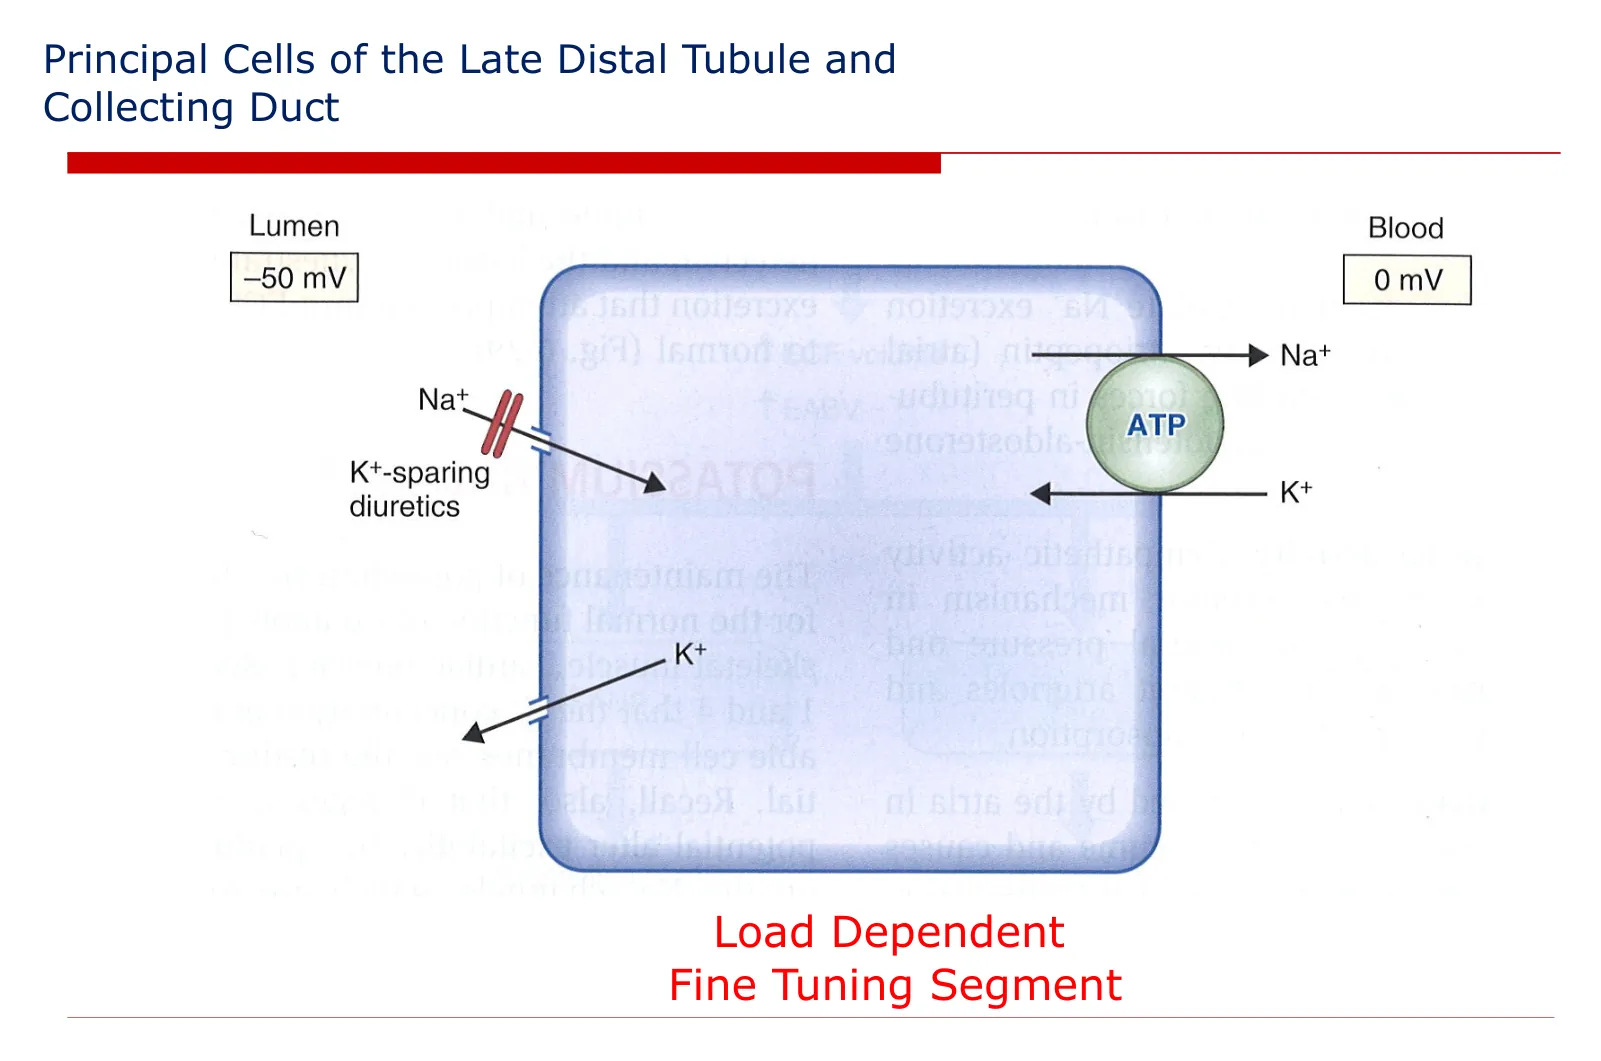 Principal Cells of the Late Distal Tubule and
Collecting Duct
Lumen
–50 mV
Blood
0 mV
Na⁺
K⁺-sparing
diuretics
Na⁺
ATP
K⁺
K⁺
Load Dependent
Fine Tuning Segment